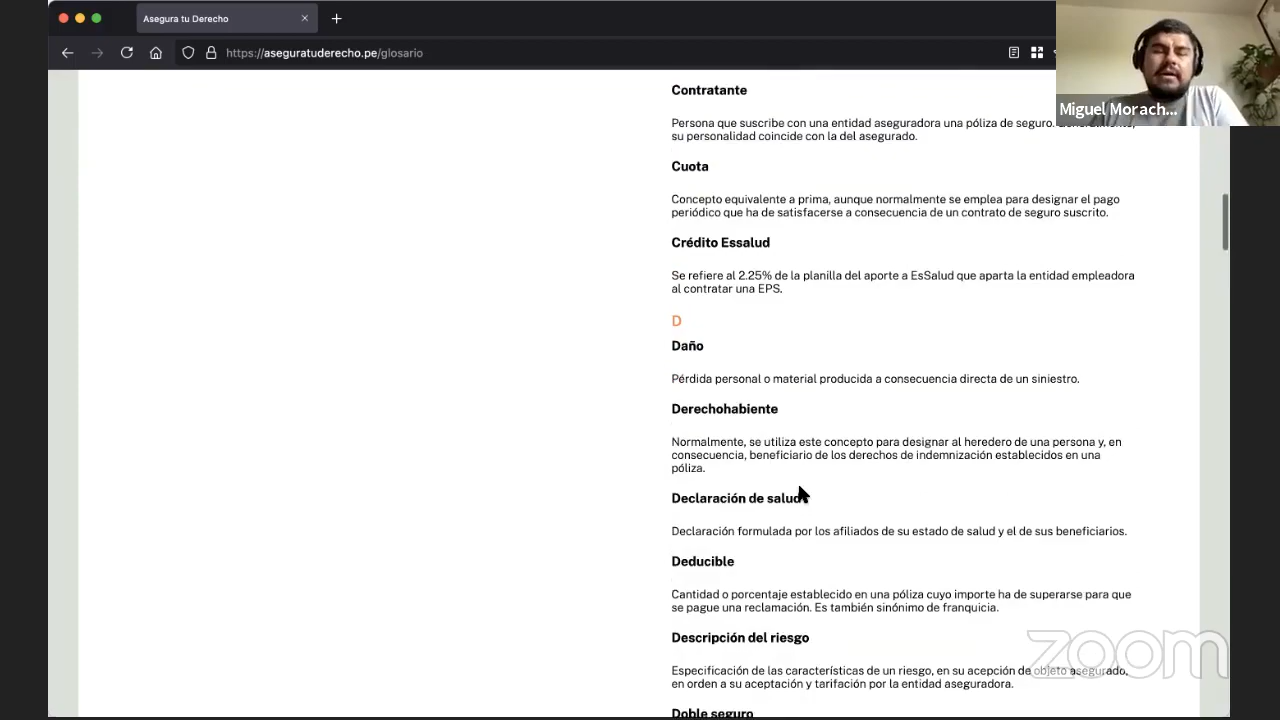 Asegura tu Derecho
https://aseguratuderecho.pe/glosario
Miguel Morach...
Contratante
Persona que suscribe con una entidad aseguradora una póliza de seguro.
su personalidad coincide con la del asegurado.
Cuota
Concepto equivalente a prima, aunque normalmente se emplea para designar el pago
periódico que ha de satisfacerse a consecuencia de un contrato de seguro suscrito.
Crédito Essalud
Se refiere al 2.25% de la planilla del aporte a EsSalud que aparta la entidad empleadora
al contratar una EPS.
D
Daño
Pérdida personal o material producida a consecuencia directa de un siniestro.
Derechohabiente
Normalmente, se utiliza este concepto para designar al heredero de una persona y, en
consecuencia, beneficiario de los derechos de indemnización establecidos en una
póliza.
Declaración de salud
Declaración formulada por los afiliados de su estado de salud y el de sus beneficiarios.
Deducible
Cantidad o porcentaje establecido en una póliza cuyo importe ha de superarse para que
se pague una reclamación. Es también sinónimo de franquicia.
Descripción del riesgo
Especificación de las características de un riesgo, en su acepción de objeto asegurado,
en orden a su aceptación y tarifación por la entidad aseguradora.
Doble seguro
zoom